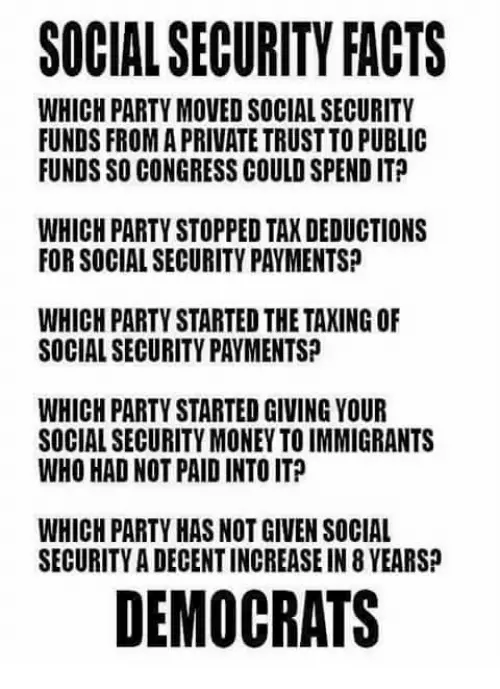 SOCIAL SECURITY FACTS
WHICH PARTY MOVED SOCIAL SECURITY
FUNDS FROM A PRIVATE TRUST TO PUBLIC
FUNDS SO CONGRESS COULD SPEND IT?
WHICH PARTY STOPPED TAX DEDUCTIONS
FOR SOCIAL SECURITY PAYMENTS?
WHICH PARTY STARTED THE TAXING OF
SOCIAL SECURITY PAYMENTS?
WHICH PARTY STARTED GIVING YOUR
SOCIAL SECURITY MONEY TO IMMIGRANTS
WHO HAD NOT PAID INTO IT?
WHICH PARTY HAS NOT GIVEN SOCIAL
SECURITY A DECENT INCREASE IN 8 YEARS?
DEMOCRATS